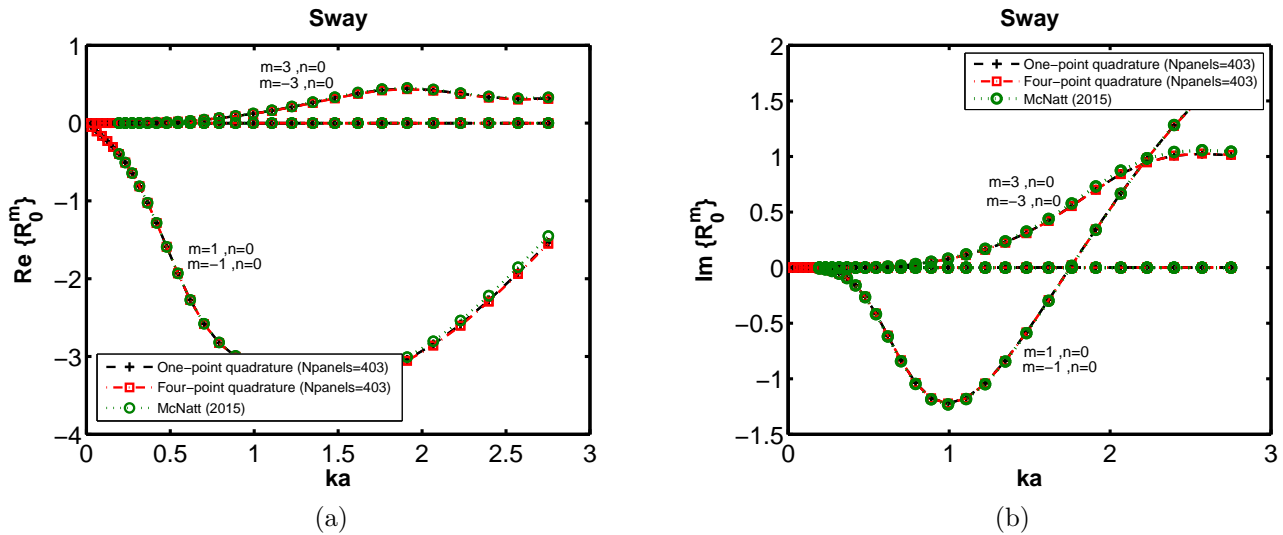 Sway
1
0
−1
−2
−3
−4
Re {R₀ᵐ}
m=3 ,n=0
m=−3 ,n=0
m=1 ,n=0
m=−1 ,n=0
One−point quadrature (Npanels=403)
Four−point quadrature (Npanels=403)
McNatt (2015)
0 0.5 1 1.5 2 2.5 3
ka
(a)
Sway
2
1.5
1
0.5
0
−0.5
−1
−1.5
Im {R₀ᵐ}
One−point quadrature (Npanels=403)
Four−point quadrature (Npanels=403)
McNatt (2015)
m=3 ,n=0
m=−3 ,n=0
m=1 ,n=0
m=−1 ,n=0
0 1 2 3
ka
(b)